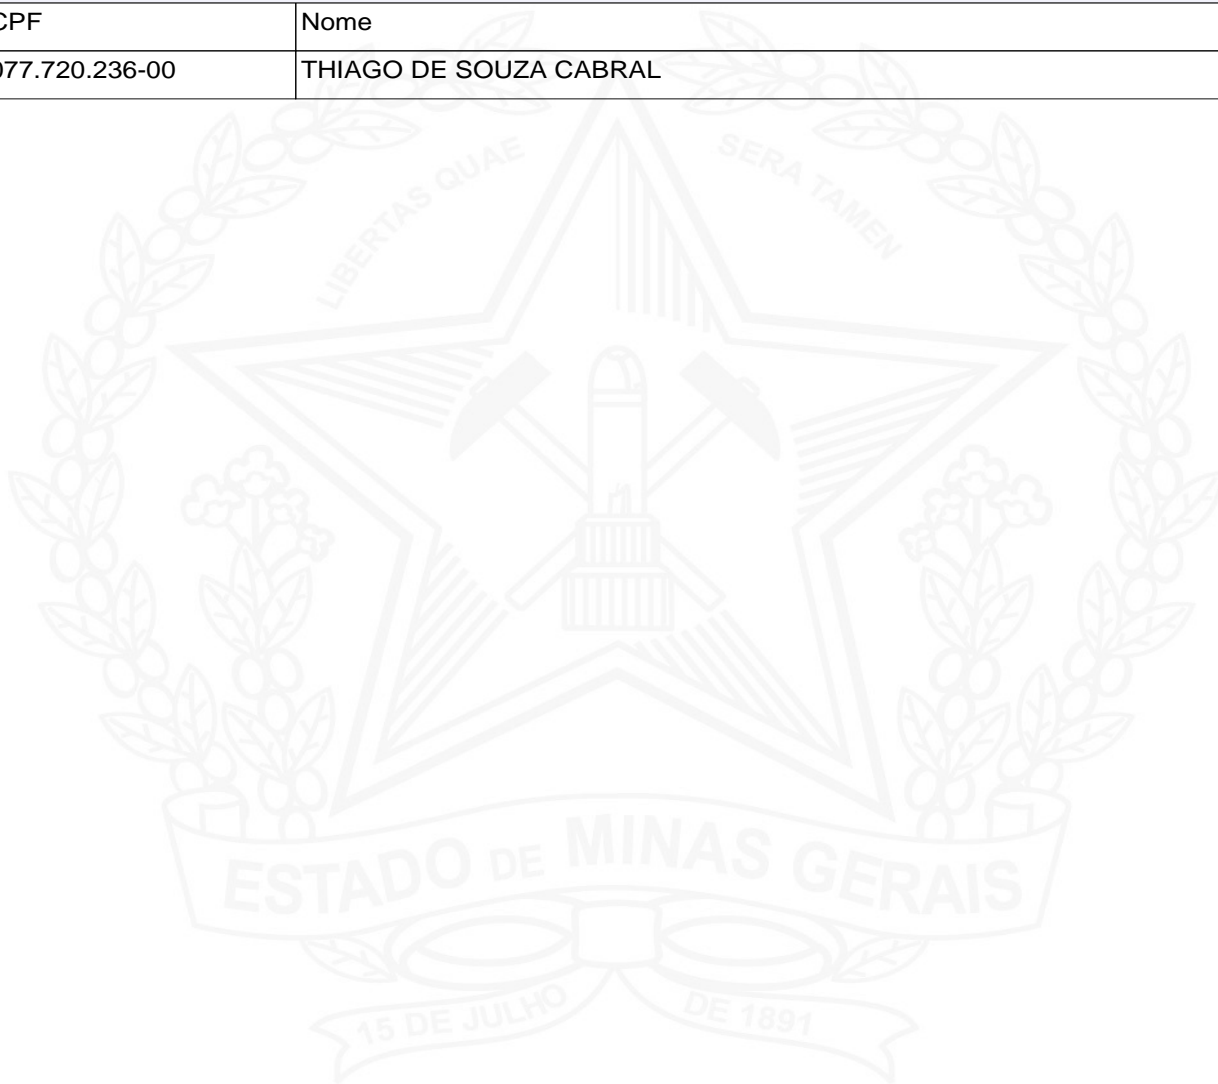 CPF Nome
077.720.236-00 THIAGO DE SOUZA CABRAL
LIBERTAS QUAE SERA TAMEN
ESTADO DE MINAS GERAIS
15 DE JULHO DE 1891